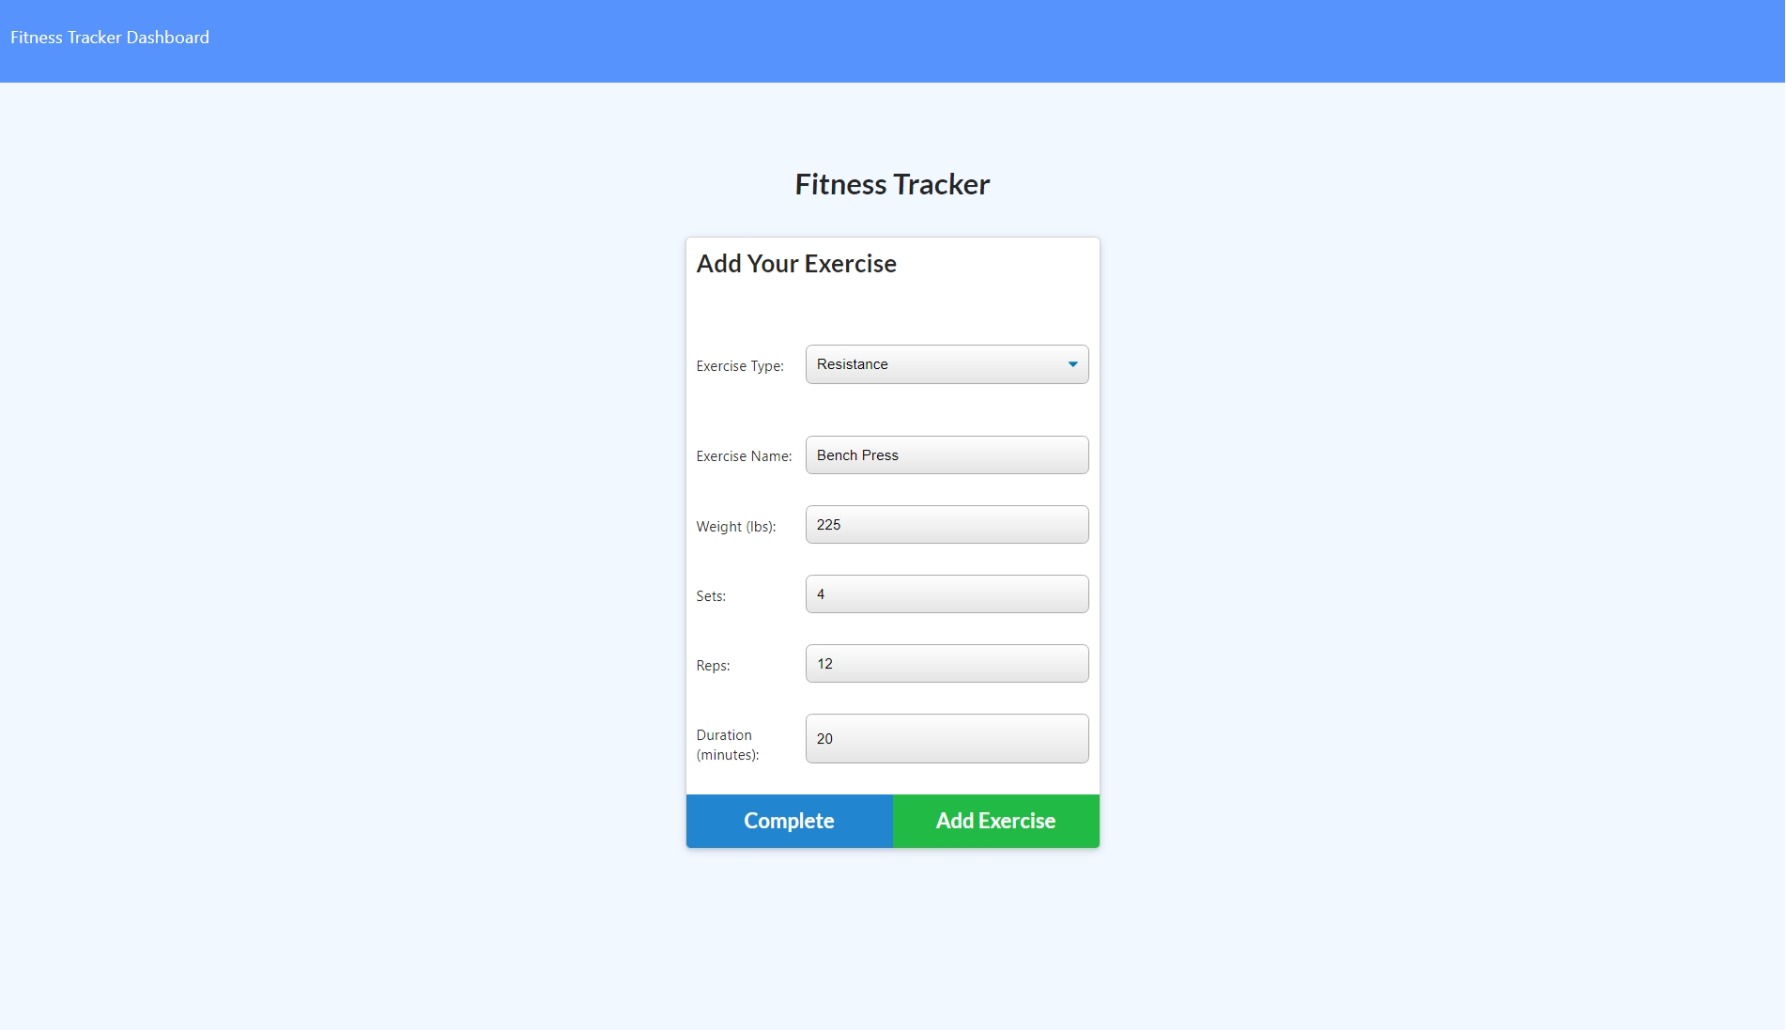 Fitness Tracker Dashboard
Fitness Tracker
Add Your Exercise
Exercise Type: Resistance
Exercise Name: Bench Press
Weight (lbs): 225
Sets: 4
Reps: 12
Duration
(minutes): 20
Complete Add Exercise